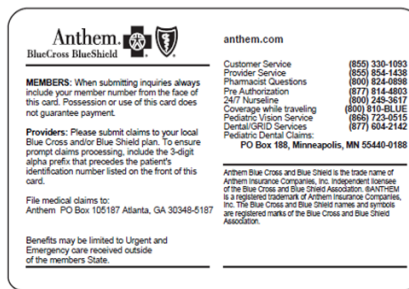 Anthem.
BlueCross BlueShield
MEMBERS: When submitting inquiries always
include your member number from the face of
this card. Possession or use of this card does
not guarantee payment.
Providers: Please submit claims to your local
Blue Cross and/or Blue Shield plan. To ensure
prompt claims processing, include the 3-digit
alpha prefix that precedes the patient's
identification number listed on the front of this
card.
File medical claims to:
Anthem PO Box 105187 Atlanta, GA 30348-5187
Benefits may be limited to Urgent and
Emergency care received outside
of the members State.
anthem.com
Customer Service (855) 330-1093
Provider Service (855) 854-1438
Pharmacist Questions (800) 824-0898
Pre Authorization (877) 814-4803
24/7 Nurseline (800) 249-3617
Coverage while traveling (800) 810-BLUE
Pediatric Vision Service (866) 723-0515
Dental/GRID Services (877) 604-2142
Pediatric Dental Claims:
PO Box 188, Minneapolis, MN 55440-0188
Anthem Blue Cross and Blue Shield is the trade name of
Anthem Insurance Companies, Inc. Independent licensee
of the Blue Cross and Blue Shield Association. ®ANTHEM
is a registered trademark of Anthem Insurance Companies,
Inc. The Blue Cross and Blue Shield names and symbols
are registered marks of the Blue Cross and Blue Shield
Association.